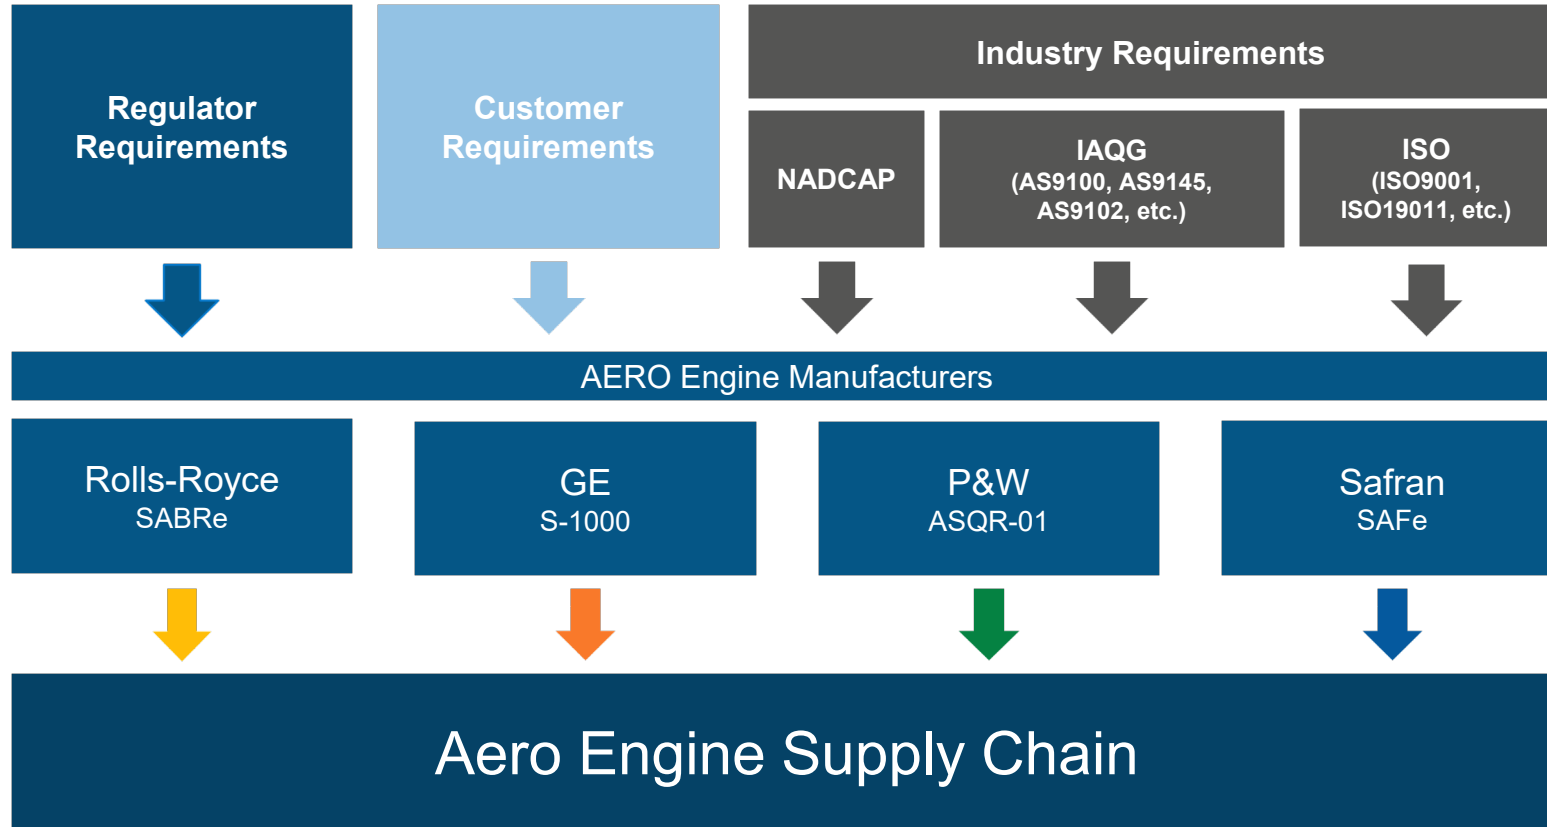 Regulator
Requirements
Customer
Requirements
Industry Requirements
NADCAP
IAQG
(AS9100, AS9145,
AS9102, etc.)
ISO
(ISO9001,
ISO19011, etc.)
AERO Engine Manufacturers
Rolls-Royce
SABRe
GE
S-1000
P&W
ASQR-01
Safran
SAFe
Aero Engine Supply Chain